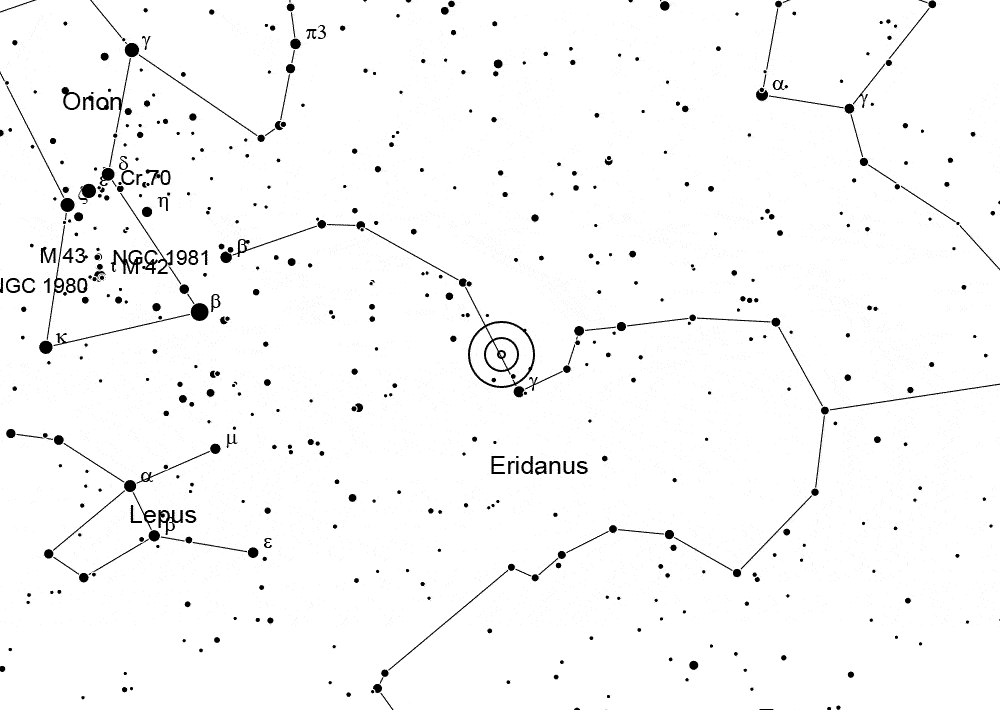 π3
γ
Orion
α
γ
δ
ε
Cr 70
ζ
η
β
M 43
NGC 1981
ι
M 42
NGC 1980
β
κ
γ
μ
Eridanus
α
Lepus
β
ε